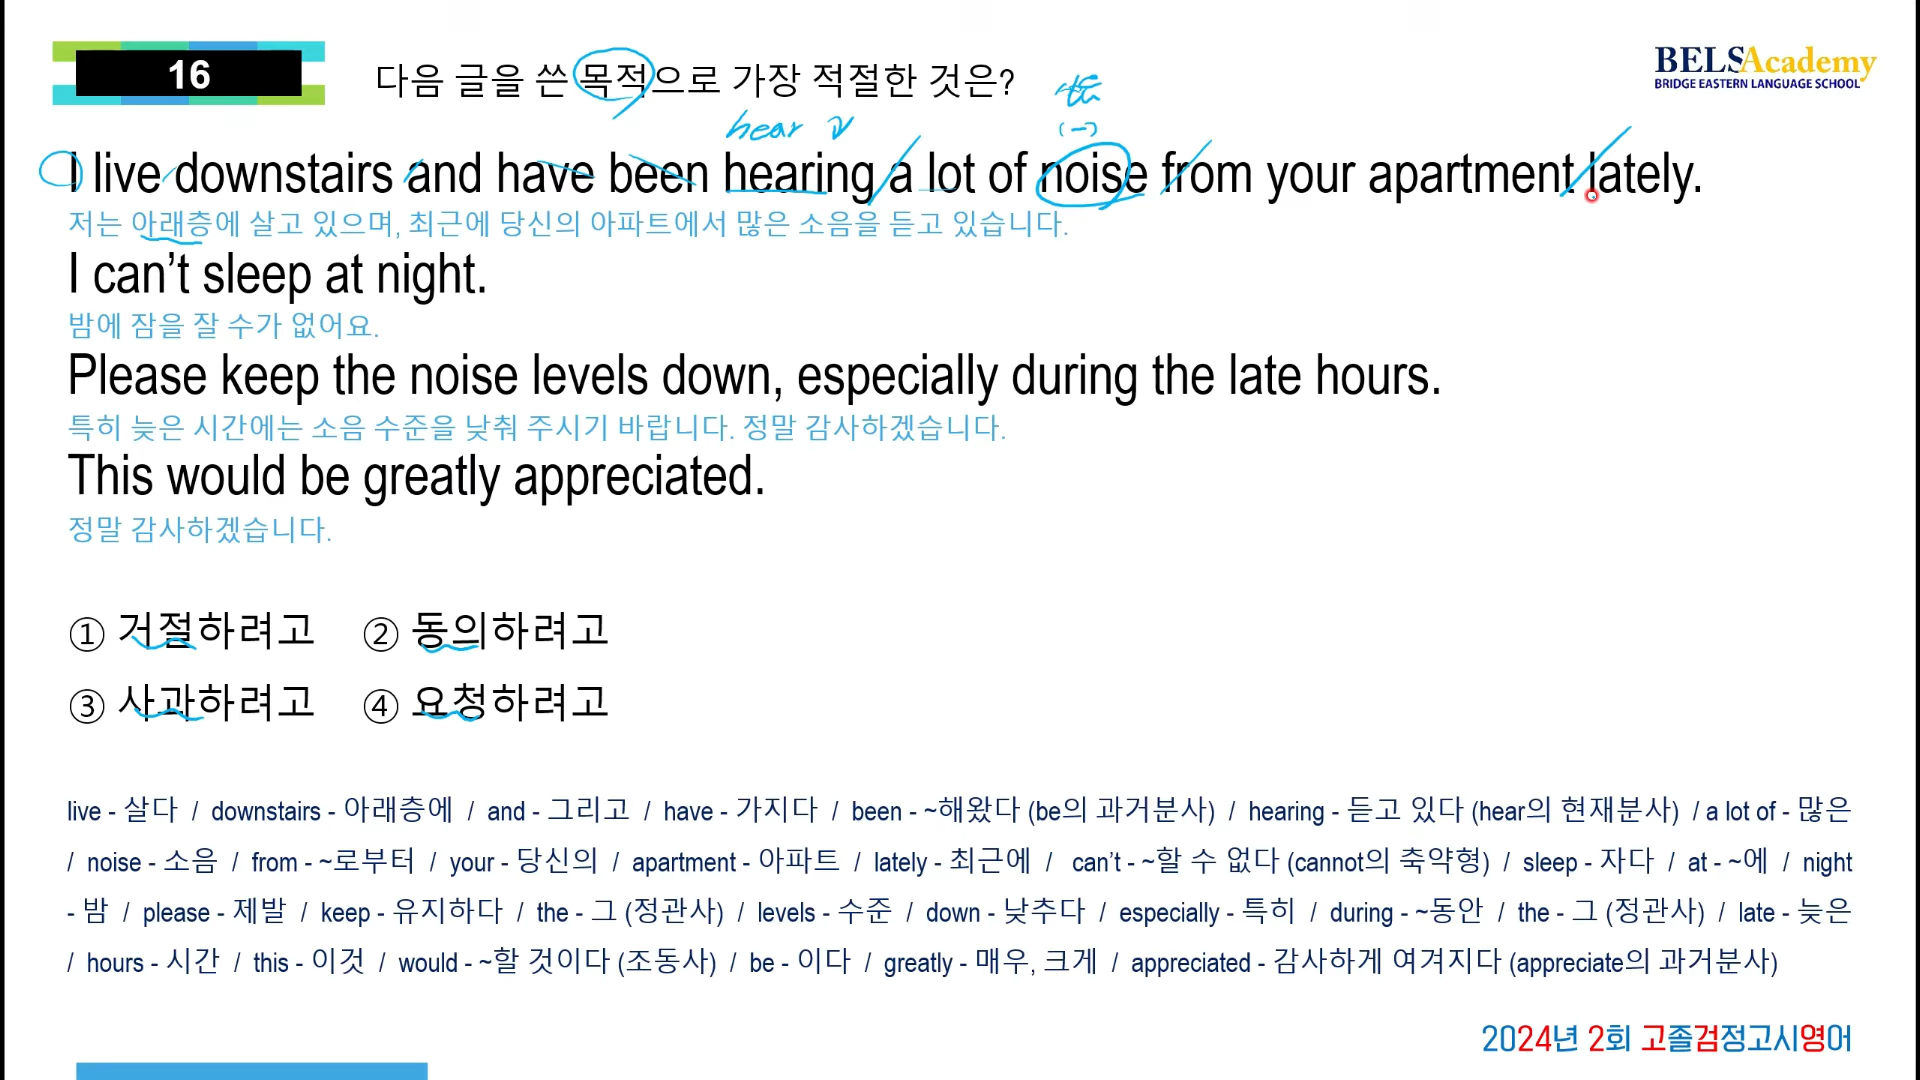 16
다음 글을 쓴 목적으로 가장 적절한 것은?
BELSAcademy
BRIDGE EASTERN LANGUAGE SCHOOL
hear
(-)
I live downstairs and have been hearing a lot of noise from your apartment lately.
저는 아래층에 살고 있으며, 최근에 당신의 아파트에서 많은 소음을 듣고 있습니다.
I can't sleep at night.
밤에 잠을 잘 수가 없어요.
Please keep the noise levels down, especially during the late hours.
특히 늦은 시간에는 소음 수준을 낮춰 주시기 바랍니다. 정말 감사하겠습니다.
This would be greatly appreciated.
정말 감사하겠습니다.
① 거절하려고 ② 동의하려고
③ 사과하려고 ④ 요청하려고
live - 살다 / downstairs - 아래층에 / and - 그리고 / have - 가지다 / been - ~해왔다 (be의 과거분사) / hearing - 듣고 있다 (hear의 현재분사) / a lot of - 많은
/ noise - 소음 / from - ~로부터 / your - 당신의 / apartment - 아파트 / lately - 최근에 / can't - ~할 수 없다 (cannot의 축약형) / sleep - 자다 / at - ~에 / night
- 밤 / please - 제발 / keep - 유지하다 / the - 그 (정관사) / levels - 수준 / down - 낮추다 / especially - 특히 / during - ~동안 / the - 그 (정관사) / late - 늦은
/ hours - 시간 / this - 이것 / would - ~할 것이다 (조동사) / be - 이다 / greatly - 매우, 크게 / appreciated - 감사하게 여겨지다 (appreciate의 과거분사)
2024년 2회 고졸검정고시영어